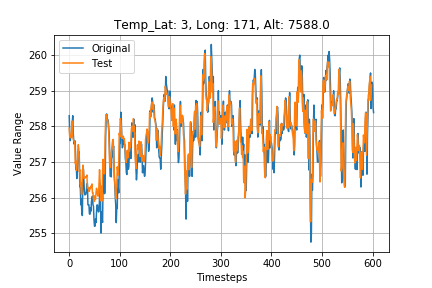 Temp_Lat: 3, Long: 171, Alt: 7588.0
Original
Test
Value Range
260
259
258
257
256
255
0 100 200 300 400 500 600
Timesteps